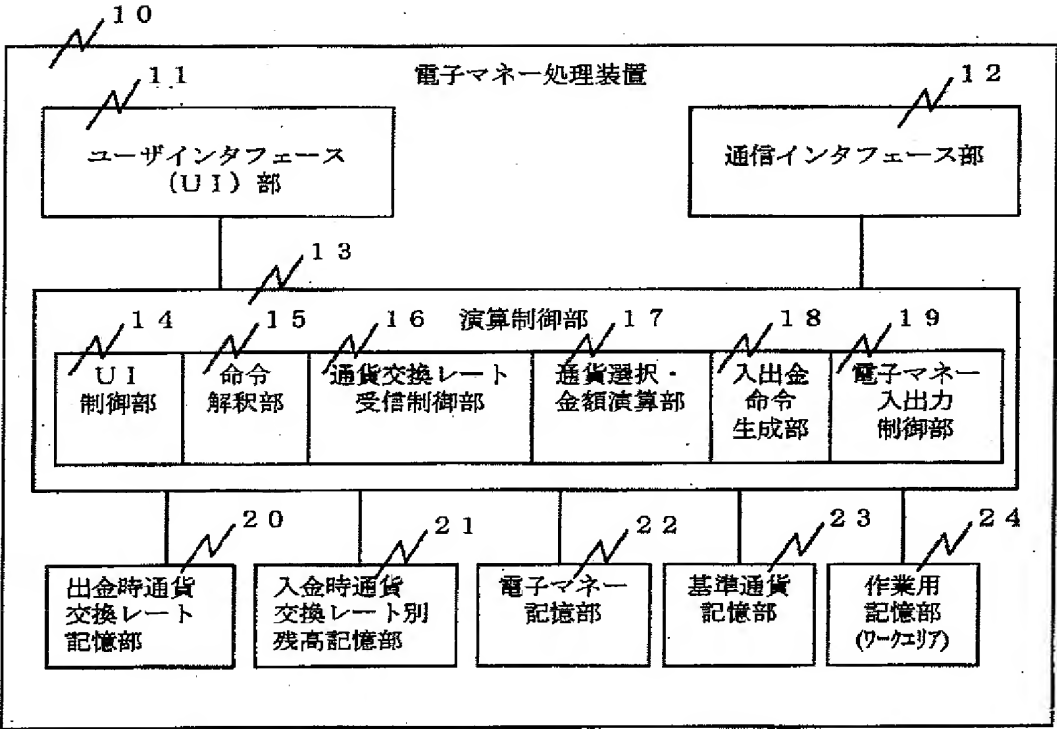 １０
電子マネー処理装置
１１
ユーザインタフェース
（ＵＩ）部
１２
通信インタフェース部
１３
演算制御部
１４
ＵＩ
制御部
１５
命令
解釈部
１６
通貨交換レート
受信制御部
１７
通貨選択・
金額演算部
１８
入出金
命令
生成部
１９
電子マネー
入出力
制御部
２０
出金時通貨
交換レート
記憶部
２１
入金時通貨
交換レート別
残高記憶部
２２
電子マネー
記憶部
２３
基準通貨
記憶部
２４
作業用
記憶部
(ﾜｰｸｴﾘｱ)